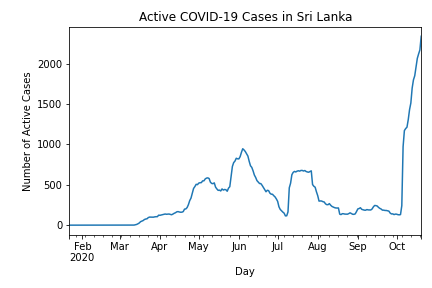 Active COVID-19 Cases in Sri Lanka
Number of Active Cases
2000
1500
1000
500
0
Feb Mar Apr May Jun Jul Aug Sep Oct
2020
Day